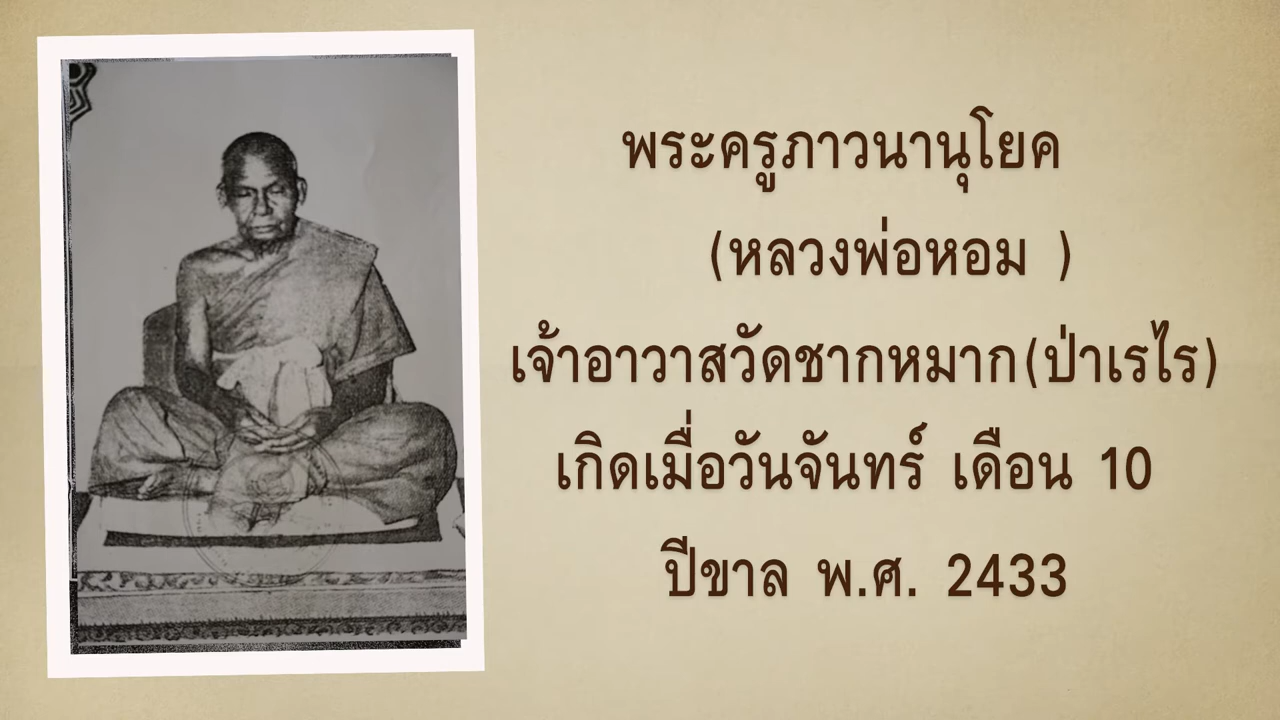 พระครูภาวนานุโยค
(หลวงพ่อหอม )
เจ้าอาวาสวัดชากหมาก(ป่าเรไร)
เกิดเมื่อวันจันทร์ เดือน 10
ปีขาล พ.ศ. 2433